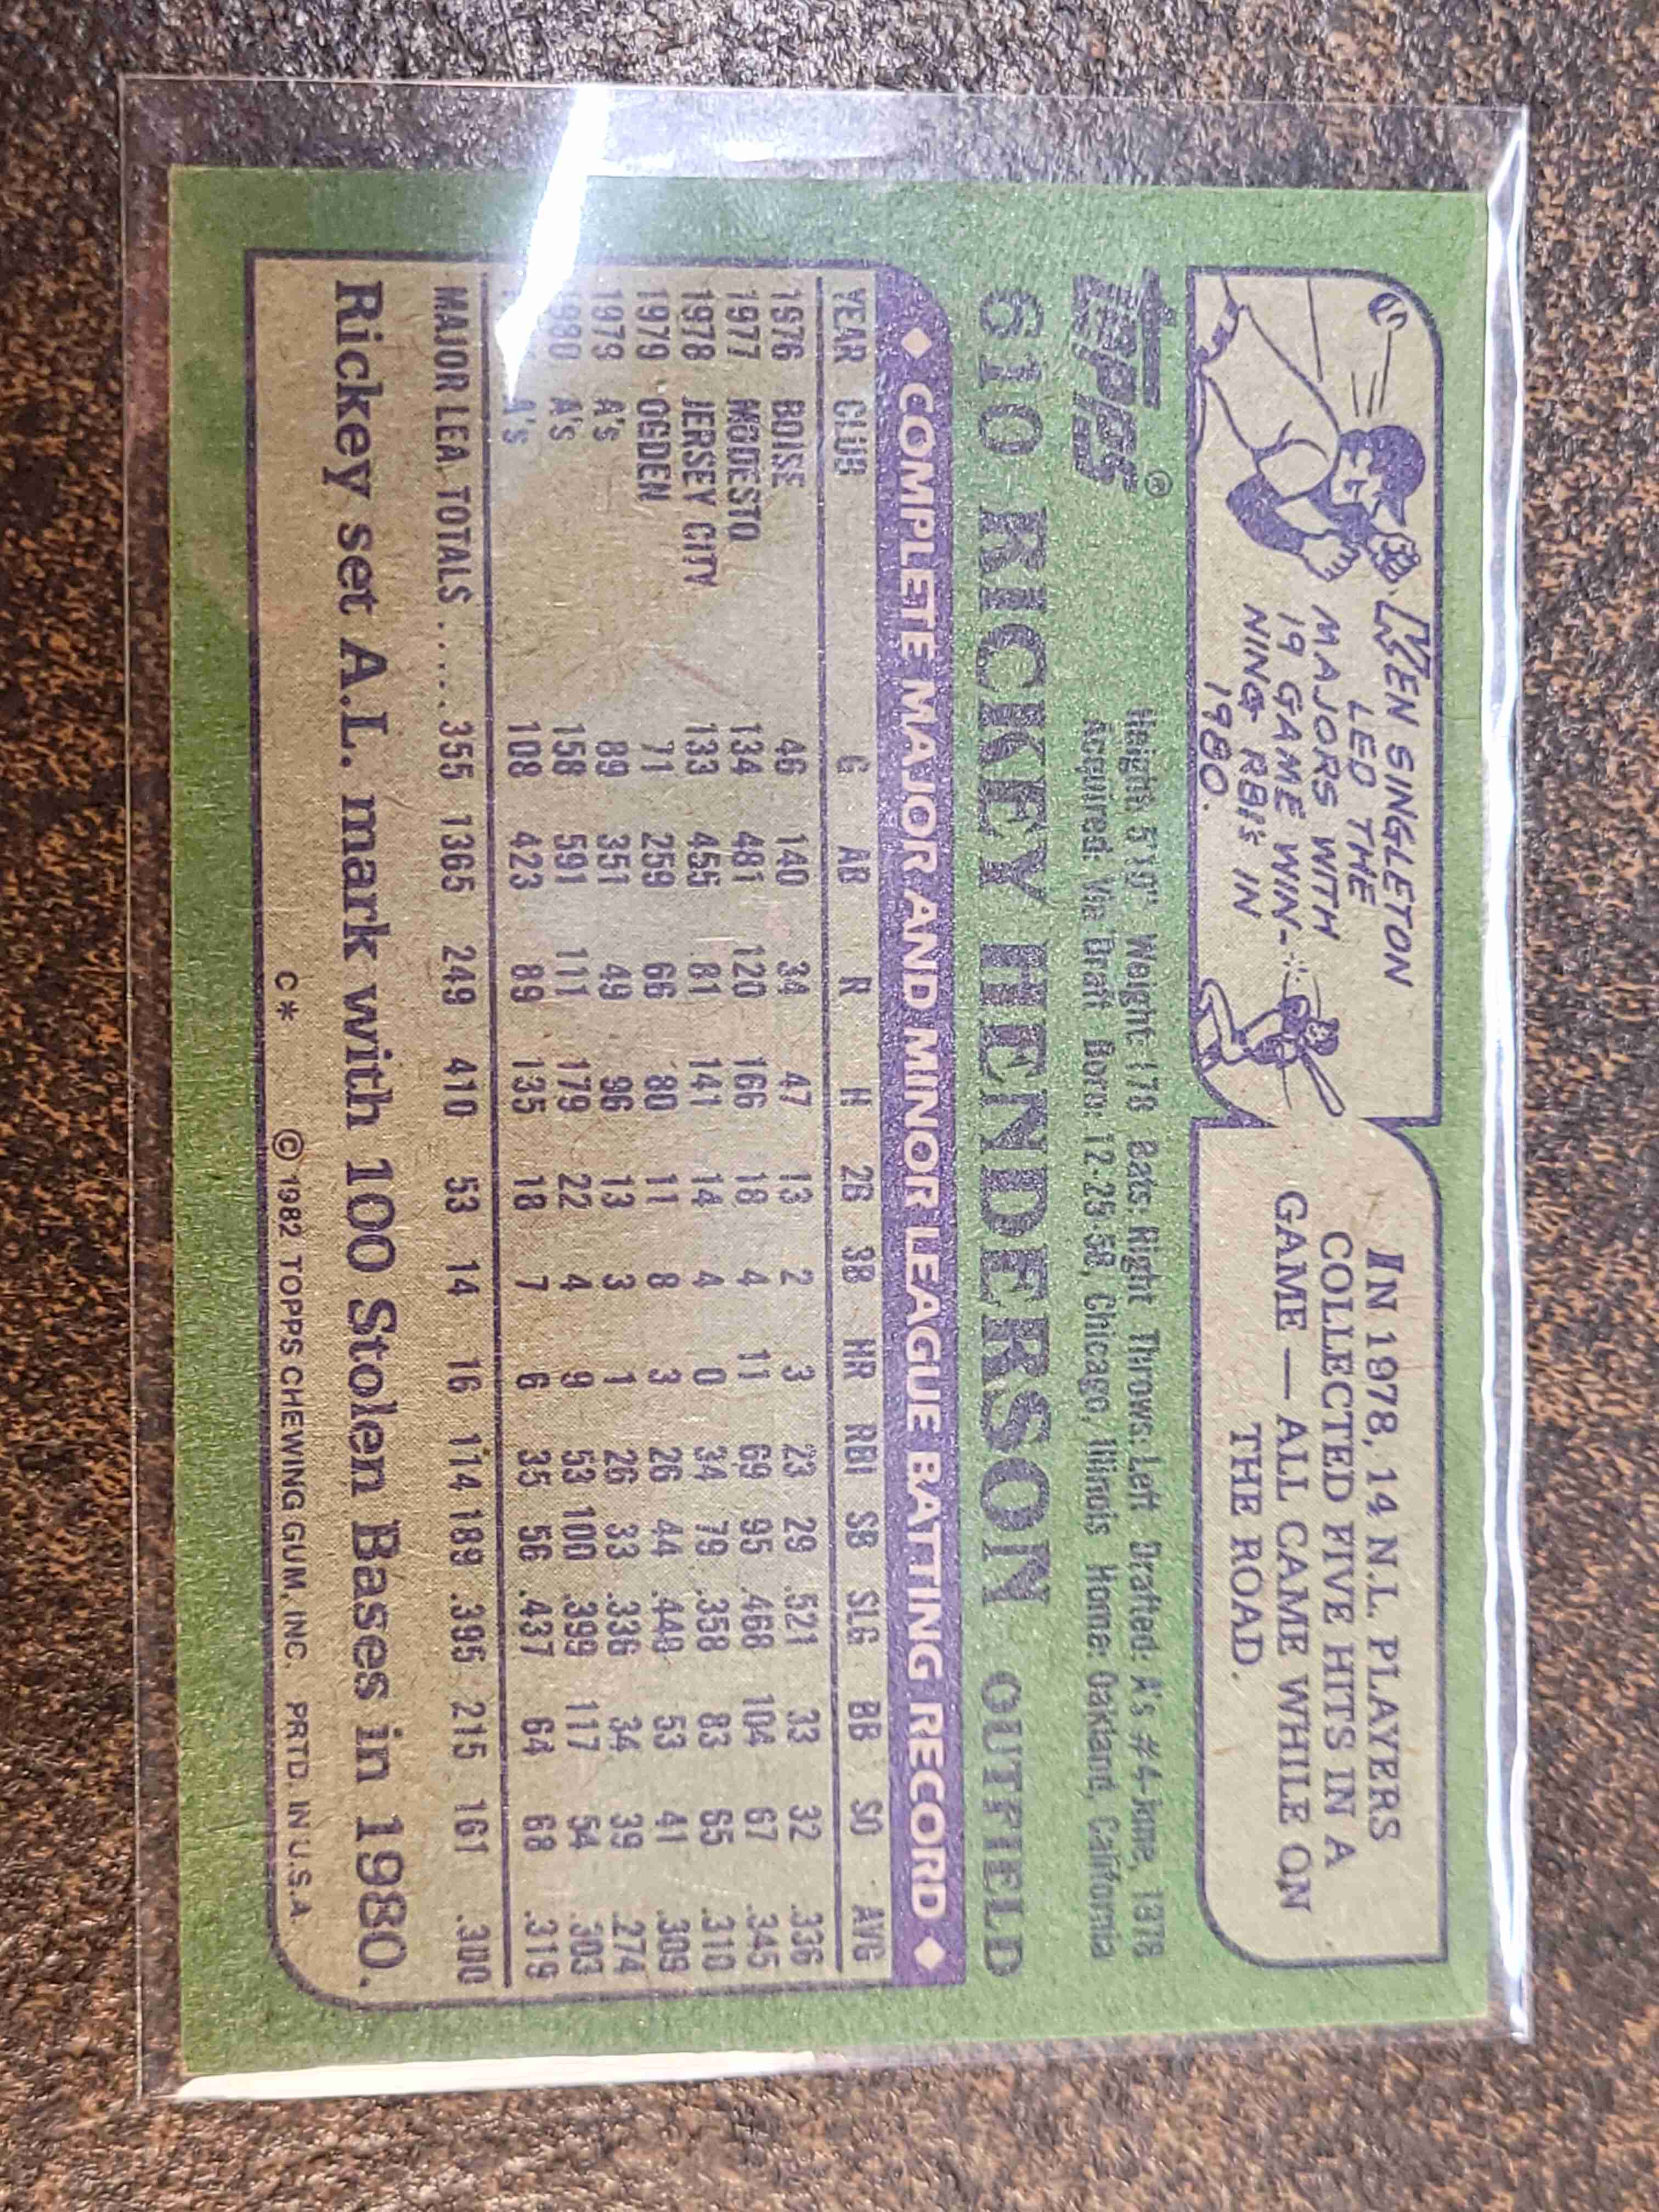 KEN SINGLETON
LED THE
MAJORS WITH
19 GAME WIN-
NING RBI's IN
1980.
IN 1978, 14 N.L. PLAYERS
COLLECTED FIVE HITS IN A
GAME — ALL CAME WHILE ON
THE ROAD.
Topps®
Height: 5'10" Weight: 178 Bats: Right Throws: Left Drafted: A's #4-June, 1976
Acquired: Via Draft Born: 12-25-58, Chicago, Illinois Home: Oakland, California
610 RICKEY HENDERSON OUTFIELD
◆ COMPLETE MAJOR AND MINOR LEAGUE BATTING RECORD ◆
YEAR CLUB G AB R H 2B 3B HR RBI SB SLG BB SO AVG
1976 BOISE 46 140 34 47 13 2 3 23 29 .521 33 32 .336
1977 MODESTO 134 481 120 166 18 4 11 69 95 .468 104 67 .345
1978 JERSEY CITY 133 455 81 141 14 4 0 34 79 .358 83 65 .310
1979 OGDEN 71 259 66 80 11 8 3 26 44 .448 53 41 .309
1979 A's 89 351 49 96 13 3 1 26 33 .336 34 39 .274
1980 A's 158 591 111 179 22 4 9 53 100 .399 117 54 .303
A's 108 423 89 135 18 7 6 35 56 .437 64 68 .319
MAJOR LEA. TOTALS ...... 355 1365 249 410 53 14 16 114 189 .395 215 161 .300
Rickey set A.L. mark with 100 Stolen Bases in 1980.
C* © 1982 TOPPS CHEWING GUM, INC. PRTD. IN U.S.A.